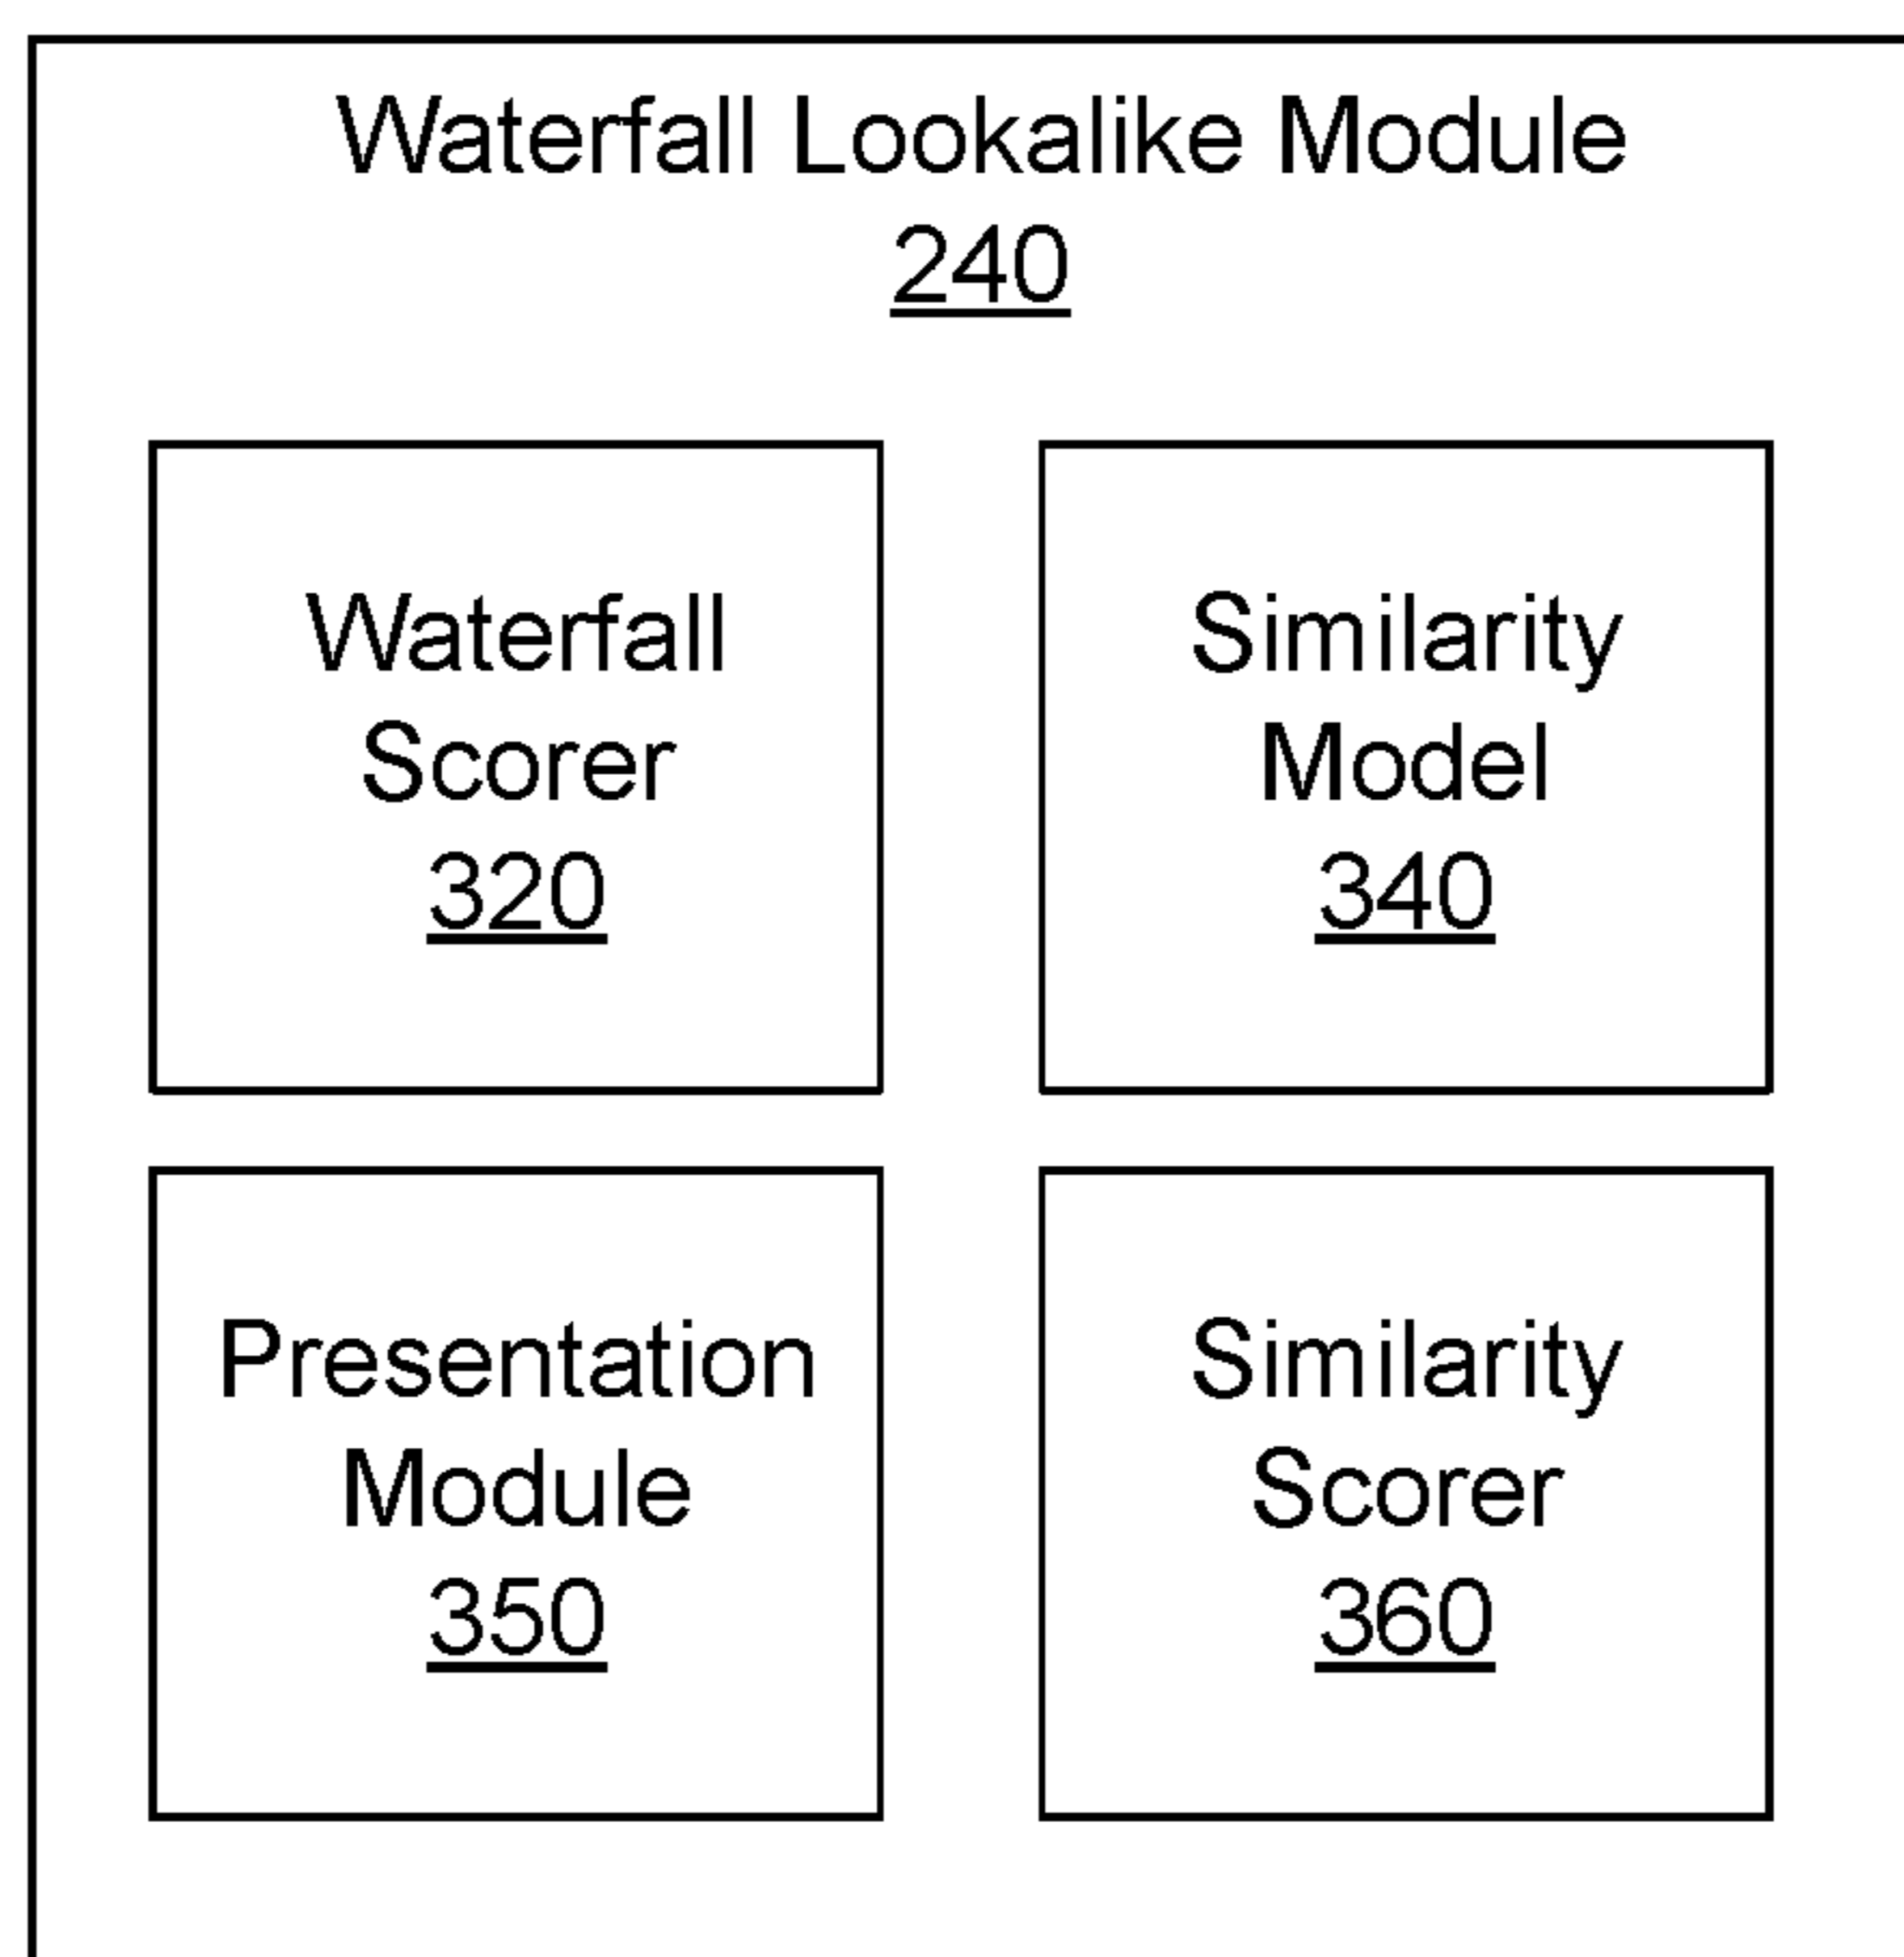 Waterfall Lookalike Module
240
Waterfall
Scorer
320
Similarity
Model
340
Presentation
Module
350
Similarity
Scorer
360